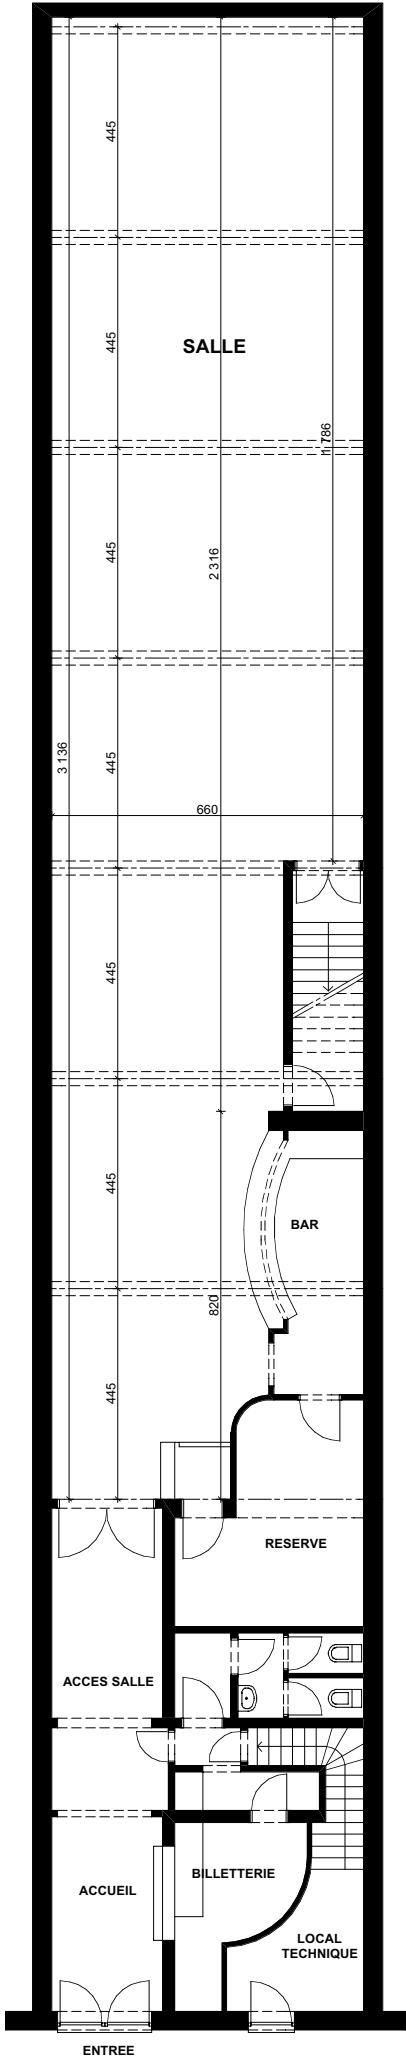 445
445
SALLE
1 786
445
2 316
3 136
445
660
445
445
BAR
820
445
RESERVE
ACCES SALLE
BILLETTERIE
ACCUEIL
LOCAL
TECHNIQUE
ENTREE